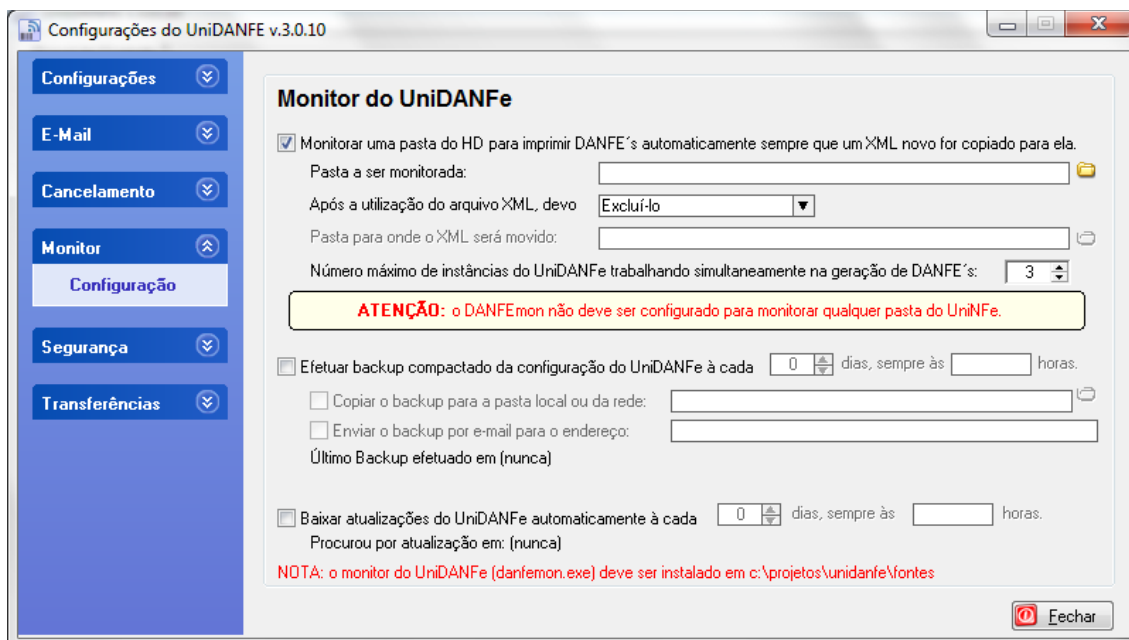 Configurações do UniDANFE v.3.0.10
Configurações
E-Mail
Cancelamento
Monitor
Configuração
Segurança
Transferências
Monitor do UniDANFe
Monitorar uma pasta do HD para imprimir DANFE´s automaticamente sempre que um XML novo for copiado para ela.
Pasta a ser monitorada:
Após a utilização do arquivo XML, devo Excluí-lo
Pasta para onde o XML será movido:
Número máximo de instâncias do UniDANFe trabalhando simultaneamente na geração de DANFE´s: 3
ATENÇÃO: o DANFEmon não deve ser configurado para monitorar qualquer pasta do UniNFe.
Efetuar backup compactado da configuração do UniDANFe à cada 0 dias, sempre às horas.
Copiar o backup para a pasta local ou da rede:
Enviar o backup por e-mail para o endereço:
Último Backup efetuado em (nunca)
Baixar atualizações do UniDANFe automaticamente à cada 0 dias, sempre às horas.
Procurou por atualização em: (nunca)
NOTA: o monitor do UniDANFe (danfemon.exe) deve ser instalado em c:\projetos\unidanfe\fontes
Fechar